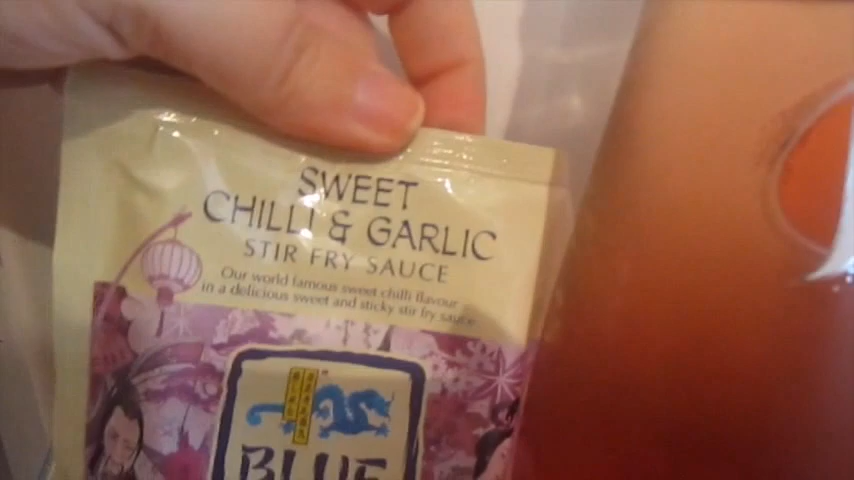 SWEET
CHILLI & GARLIC
STIR FRY SAUCE
Our world famous sweet chilli flavour
in a delicious sweet and sticky stir fry sauce
BLUE